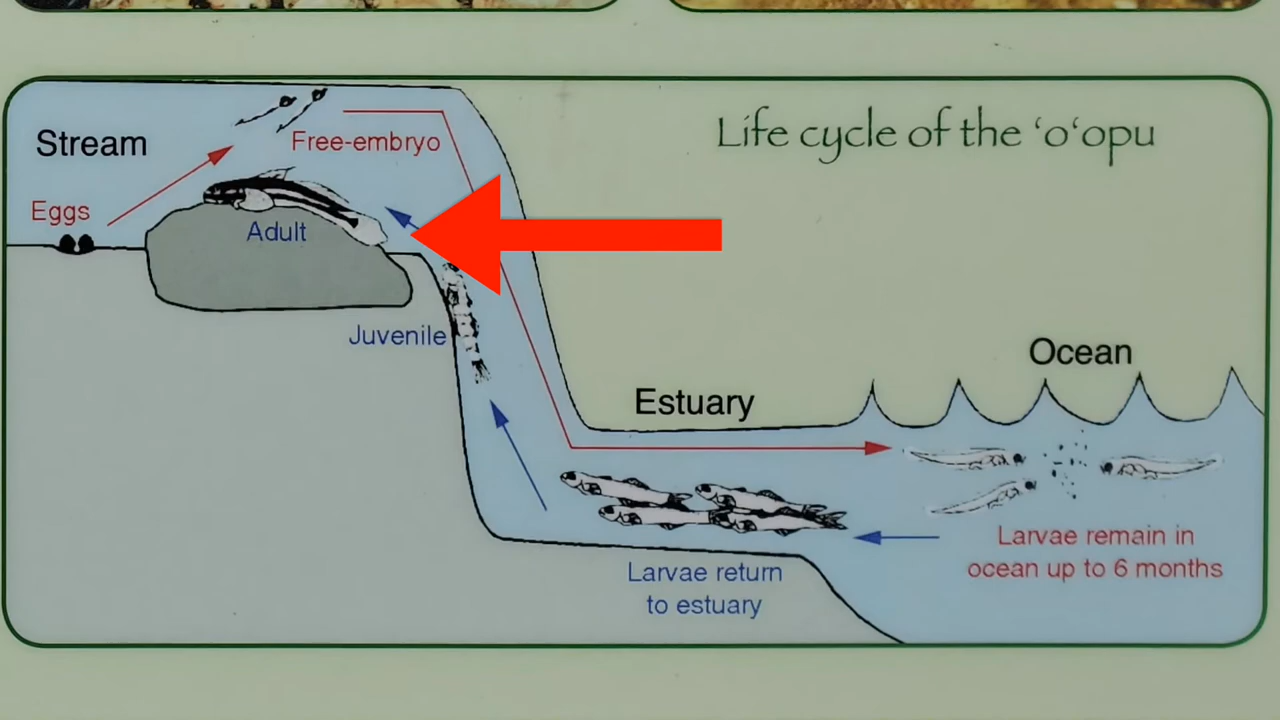 Life cycle of the ‘o‘opu
Stream
Free-embryo
Eggs
Adult
Juvenile
Estuary
Ocean
Larvae remain in
ocean up to 6 months
Larvae return
to estuary